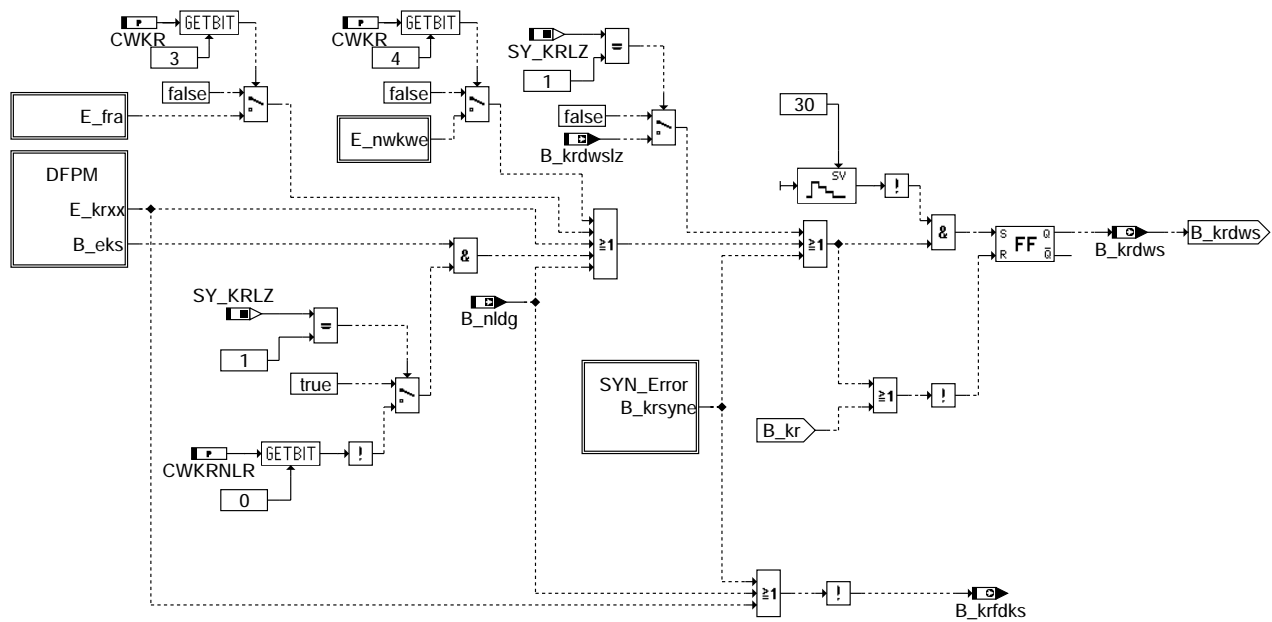 P GETBIT
CWKR
3
false
E_fra
P GETBIT
CWKR
4
false
E_nwkwe
SY_KRLZ
=
1
false
B_krdwslz
30
SV
!
DFPM
E_krxx
B_eks
&
≥1
≥1
&
S Q
FF
R Q̅
B_krdws
B_krdws
SY_KRLZ
=
1
true
B_nldg
P GETBIT !
CWKRNLR
0
SYN_Error
B_krsyne
≥1
!
B_kr
≥1
!
B_krfdks